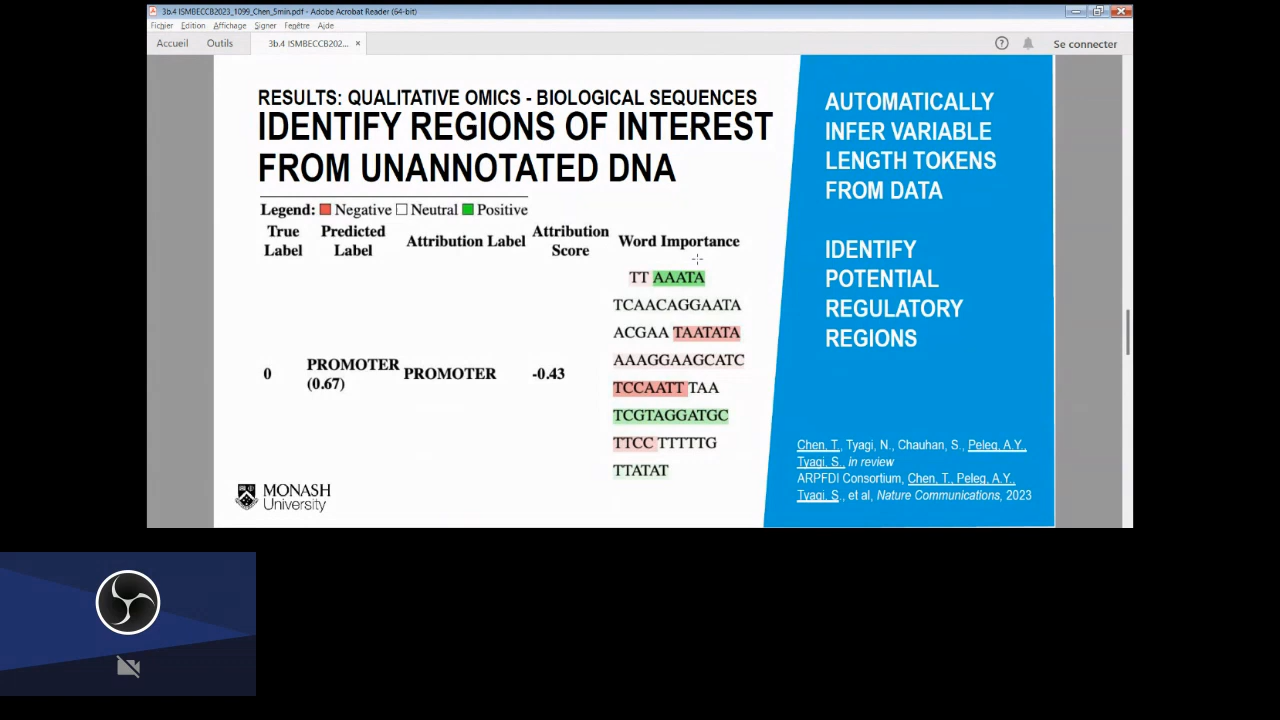 3b.4 ISMBECCB2023_1099_Chen_5min.pdf - Adobe Acrobat Reader (64-bit)
Fichier Edition Affichage Signer Fenêtre Aide
Accueil Outils 3b.4 ISMBECCB202... × Se connecter
RESULTS: QUALITATIVE OMICS - BIOLOGICAL SEQUENCES
IDENTIFY REGIONS OF INTEREST
FROM UNANNOTATED DNA
Legend: Negative Neutral Positive
True Label Predicted Label Attribution Label Attribution Score Word Importance
0 PROMOTER (0.67) PROMOTER -0.43
TT AAATA
TCAACAGGAATA
ACGAA TAATATA
AAAGGAAGCATC
TCCAATT TAA
TCGTAGGATGC
TTCC TTTTTG
TTATAT
MONASH
University
AUTOMATICALLY
INFER VARIABLE
LENGTH TOKENS
FROM DATA
IDENTIFY
POTENTIAL
REGULATORY
REGIONS
Chen, T., Tyagi, N., Chauhan, S., Peleg, A.Y.,
Tyagi, S., in review
ARPFDI Consortium, Chen, T., Peleg, A.Y.,
Tyagi, S., et al, Nature Communications, 2023